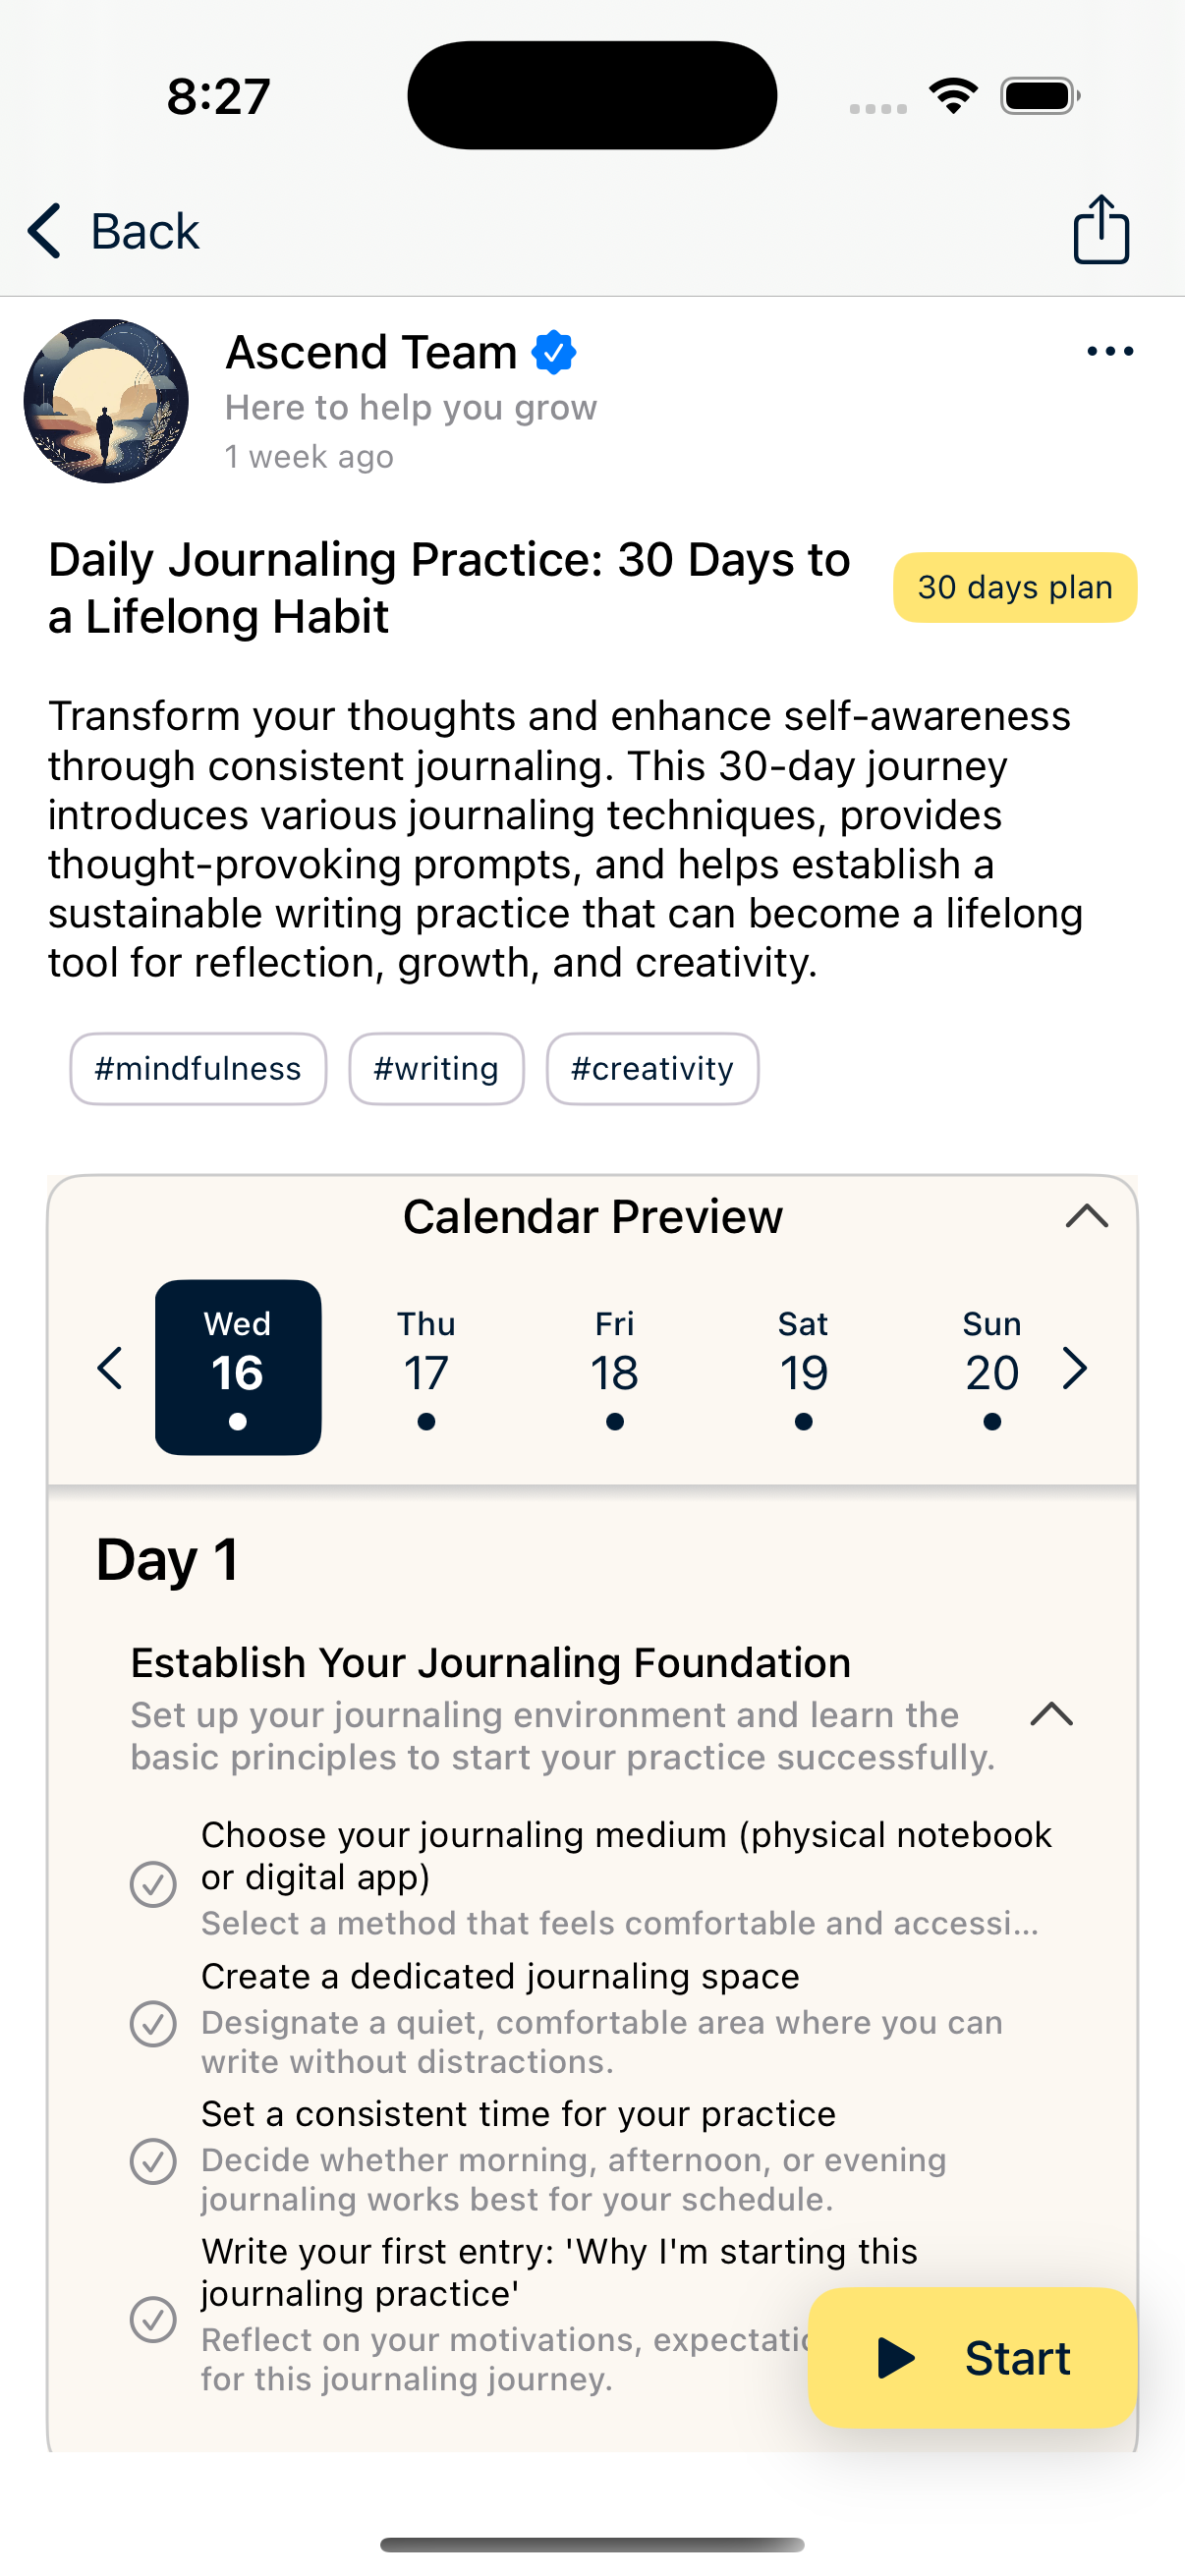 8:27
Back
Ascend Team
Here to help you grow
1 week ago
Daily Journaling Practice: 30 Days to
a Lifelong Habit
30 days plan
Transform your thoughts and enhance self-awareness
through consistent journaling. This 30-day journey
introduces various journaling techniques, provides
thought-provoking prompts, and helps establish a
sustainable writing practice that can become a lifelong
tool for reflection, growth, and creativity.
#mindfulness #writing #creativity
Calendar Preview
Wed Thu Fri Sat Sun
16 17 18 19 20
Day 1
Establish Your Journaling Foundation
Set up your journaling environment and learn the
basic principles to start your practice successfully.
Choose your journaling medium (physical notebook
or digital app)
Select a method that feels comfortable and accessi...
Create a dedicated journaling space
Designate a quiet, comfortable area where you can
write without distractions.
Set a consistent time for your practice
Decide whether morning, afternoon, or evening
journaling works best for your schedule.
Write your first entry: 'Why I'm starting this
journaling practice'
Reflect on your motivations,
for this journaling journey.
Start